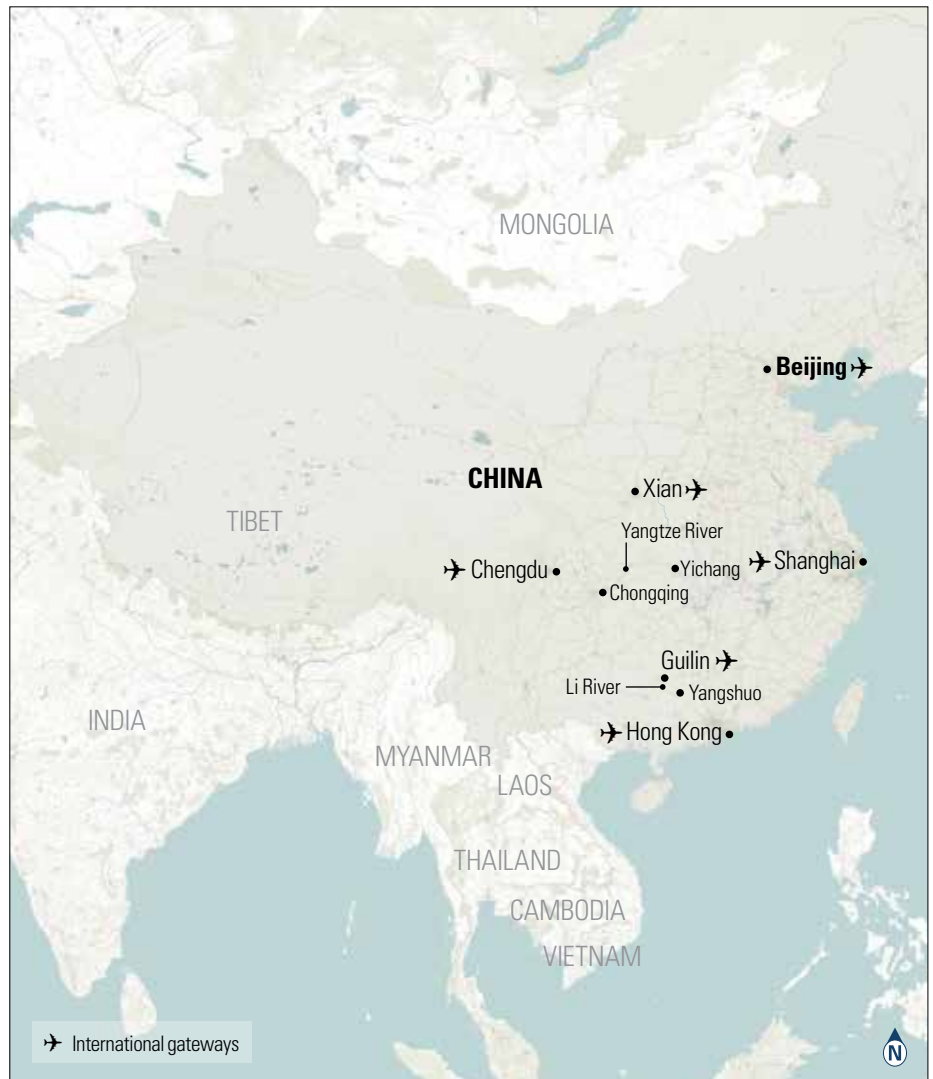 MONGOLIA
Beijing
CHINA
Xian
TIBET
Yangtze River
Chengdu
Yichang
Shanghai
Chongqing
Guilin
Li River
Yangshuo
INDIA
Hong Kong
MYANMAR
LAOS
THAILAND
CAMBODIA
VIETNAM
International gateways
N